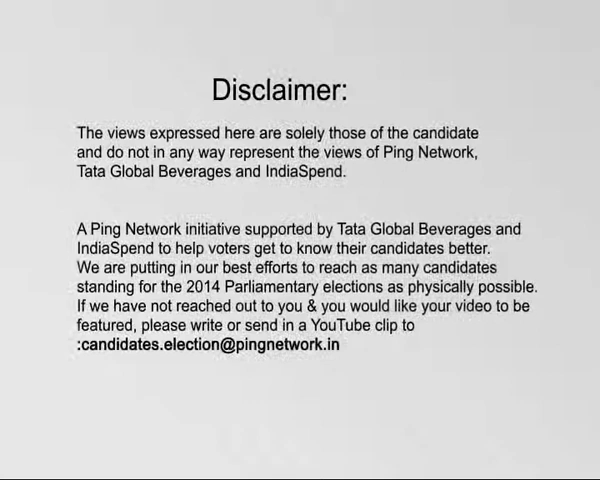 Disclaimer:
The views expressed here are solely those of the candidate
and do not in any way represent the views of Ping Network,
Tata Global Beverages and IndiaSpend.
A Ping Network initiative supported by Tata Global Beverages and
IndiaSpend to help voters get to know their candidates better.
We are putting in our best efforts to reach as many candidates
standing for the 2014 Parliamentary elections as physically possible.
If we have not reached out to you & you would like your video to be
featured, please write or send in a YouTube clip to
:candidates.election@pingnetwork.in